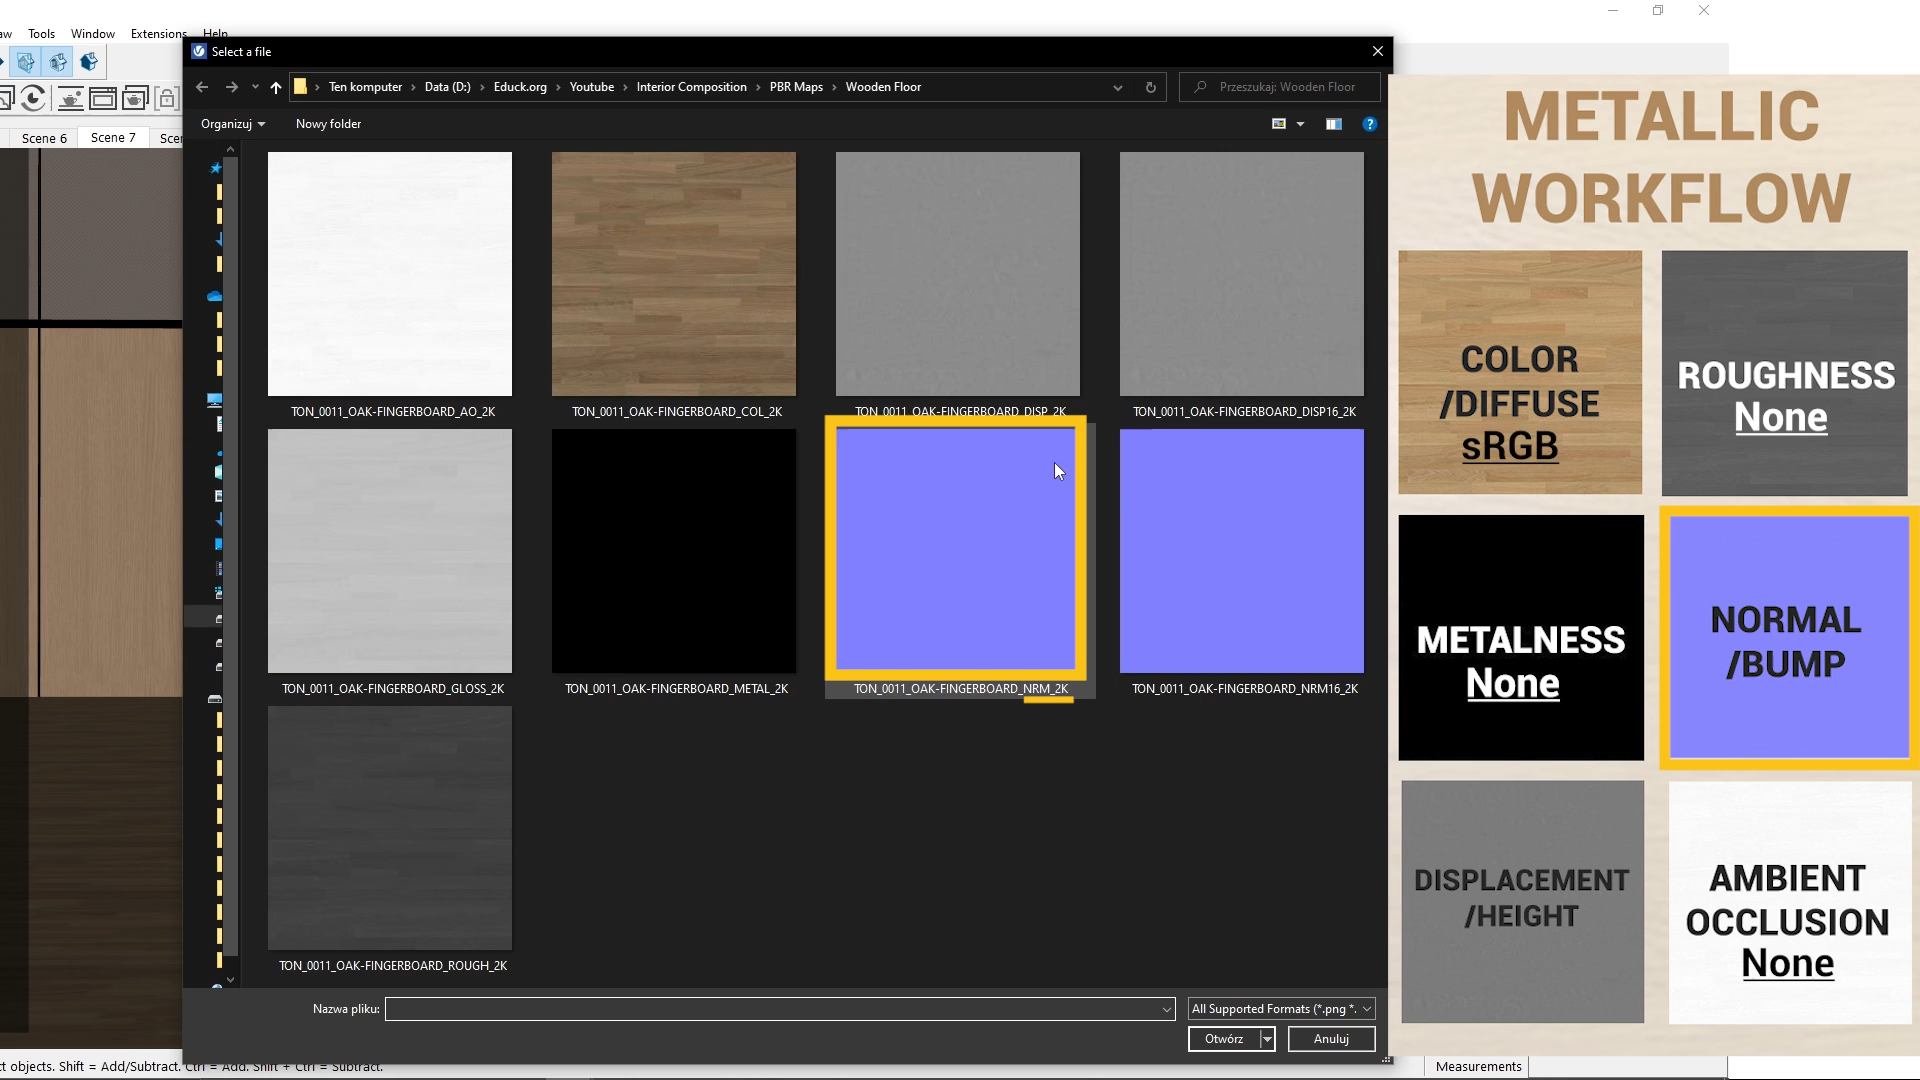 Tools Window Extensions Help
Select a file
Ten komputer Data (D:) Educk.org Youtube Interior Composition PBR Maps Wooden Floor
Przeszukaj: Wooden Floor
Organizuj Nowy folder
Scene 6 Scene 7
TON_0011_OAK-FINGERBOARD_AO_2K
TON_0011_OAK-FINGERBOARD_COL_2K
TON_0011_OAK-FINGERBOARD_DISP_2K
TON_0011_OAK-FINGERBOARD_DISP16_2K
TON_0011_OAK-FINGERBOARD_GLOSS_2K
TON_0011_OAK-FINGERBOARD_METAL_2K
TON_0011_OAK-FINGERBOARD_NRM_2K
TON_0011_OAK-FINGERBOARD_NRM16_2K
TON_0011_OAK-FINGERBOARD_ROUGH_2K
Nazwa pliku:
All Supported Formats (*.png *.
Otwórz Anuluj
METALLIC
WORKFLOW
COLOR
/DIFFUSE
sRGB
ROUGHNESS
None
METALNESS
None
NORMAL
/BUMP
DISPLACEMENT
/HEIGHT
AMBIENT
OCCLUSION
None
objects. Shift = Add/Subtract. Ctrl = Add. Shift + Ctrl = Subtract.
Measurements